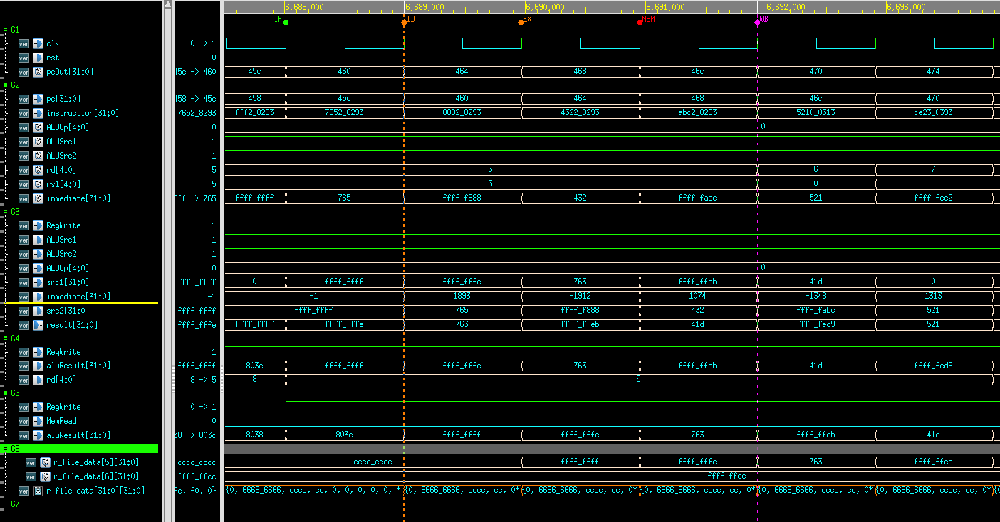 5,688,000 6,689,000 6,690,000 6,691,000 6,692,000 6,693,000
IF ID EX MEM WB
G1
ver clk 0 -> 1
ver rst 0
ver pcOut[31:0] 45c -> 460 45c 460 464 468 46c 470 474
G2
ver pc[31:0] 458 -> 45c 458 45c 460 464 468 46c 470
ver instruction[31:0] 7652_8293 fff2_8293 7652_8293 8882_8293 4322_8293 abc2_8293 5210_0313 ce23_0393
ver ALUOp[4:0] 0 0
ver ALUSrc1 1
ver ALUSrc2 1
ver rd[4:0] 5 5 6 7
ver rs1[4:0] 5 5 0
ver immediate[31:0] fff -> 765 ffff_ffff 765 ffff_f888 432 ffff_fabc 521 ffff_fce2
G3
ver RegWrite 1
ver ALUSrc1 1
ver ALUSrc2 1
ver ALUOp[4:0] 0 0
ver src1[31:0] ffff_ffff 0 ffff_ffff ffff_fffe 763 ffff_ffeb 41d 0
ver immediate[31:0] -1 -1 1893 -1912 1074 -1348 1313
ver src2[31:0] ffff_ffff ffff_ffff 765 ffff_f888 432 ffff_fabc 521
ver result[31:0] ffff_fffe ffff_ffff ffff_fffe 763 ffff_ffeb 41d ffff_fed9 521
G4
ver RegWrite 1
ver aluResult[31:0] ffff_ffff 803c ffff_ffff ffff_fffe 763 ffff_ffeb 41d ffff_fed9
ver rd[4:0] 8 -> 5 8 5
G5
ver RegWrite 0 -> 1
ver MemRead 0
ver aluResult[31:0] 38 -> 803c 8038 803c ffff_ffff ffff_fffe 763 ffff_ffeb 41d
G6
ver r_file_data[5][31:0] cccc_cccc cccc_cccc ffff_ffff ffff_fffe 763 ffff_ffeb
ver r_file_data[6][31:0] ffff_ffcc ffff_ffcc
ver r_file_data[31:0][31:0] fc, f0, 0} {0, 6666_6666, cccc, cc, 0, 0, 0, 0, 0, * {0, 6666_6666, cccc, cc, 0* {0, 6666_6666, cccc, cc, 0* {0, 6666_6666, cccc, cc, 0* {0, 6666_6666, cccc, cc, 0* {0, 6666_6666, cccc, cc, 0* {0
G7